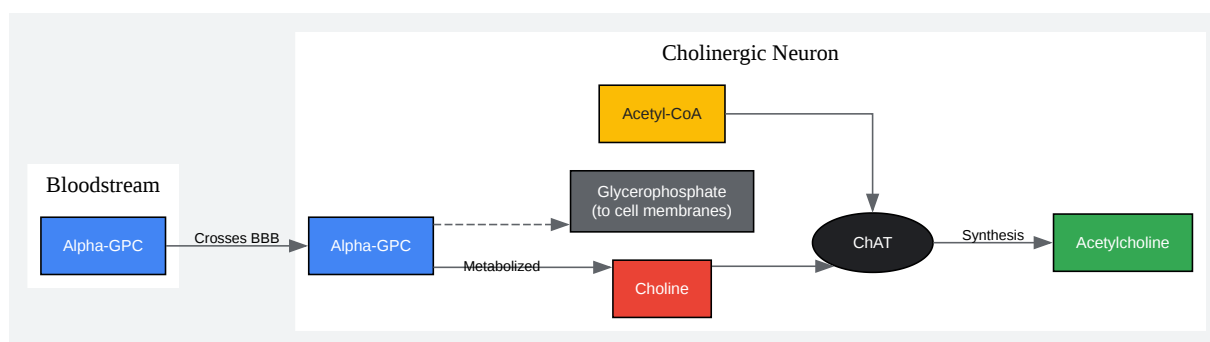 Cholinergic Neuron
Acetyl-CoA
Bloodstream
Glycerophosphate
(to cell membranes)
Alpha-GPC
Crosses BBB
Alpha-GPC
ChAT
Synthesis
Acetylcholine
Metabolized
Choline